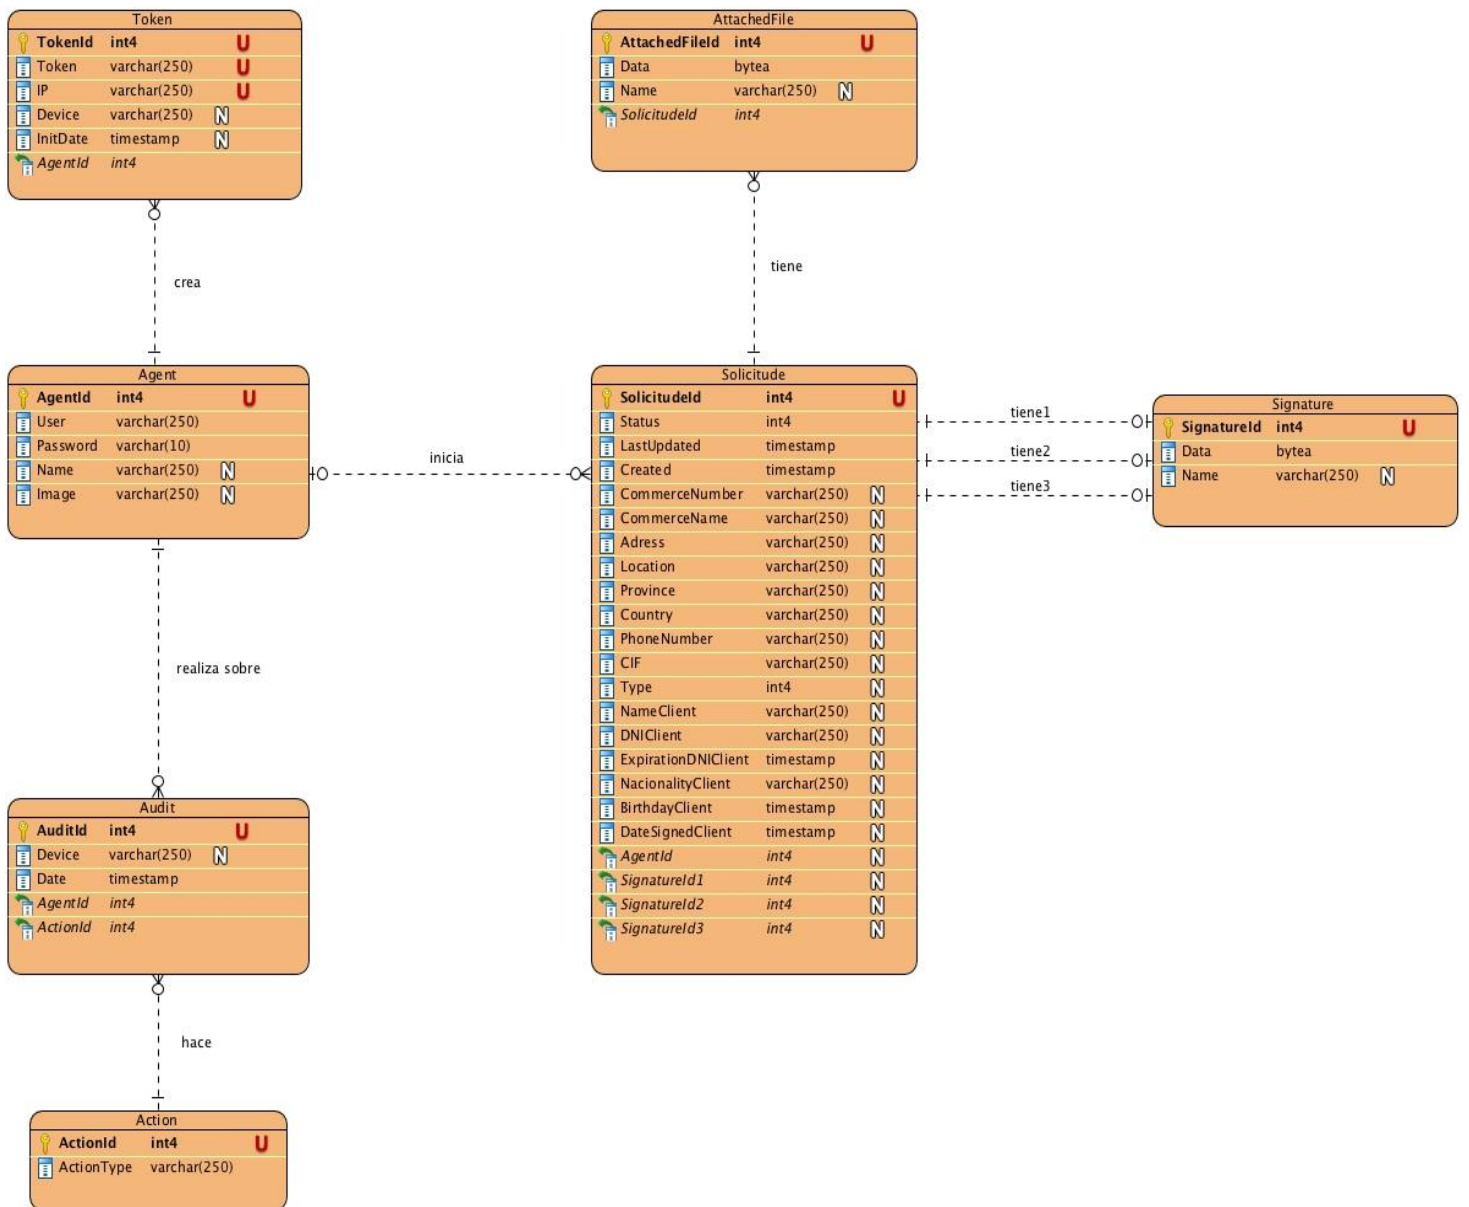 Token
TokenId int4 U
Token varchar(250) U
IP varchar(250) U
Device varchar(250) N
InitDate timestamp N
AgentId int4
crea
AttachedFile
AttachedFileId int4 U
Data bytea
Name varchar(250) N
SolicitudeId int4
tiene
Agent
AgentId int4 U
User varchar(250)
Password varchar(10)
Name varchar(250) N
Image varchar(250) N
inicia
realiza sobre
Solicitude
SolicitudeId int4 U
Status int4
LastUpdated timestamp
Created timestamp
CommerceNumber varchar(250) N
CommerceName varchar(250) N
Adress varchar(250) N
Location varchar(250) N
Province varchar(250) N
Country varchar(250) N
PhoneNumber varchar(250) N
CIF varchar(250) N
Type int4 N
NameClient varchar(250) N
DNIClient varchar(250) N
ExpirationDNIClient timestamp N
NacionalityClient varchar(250) N
BirthdayClient timestamp N
DateSignedClient timestamp N
AgentId int4 N
SignatureId1 int4 N
SignatureId2 int4 N
SignatureId3 int4 N
tiene1
tiene2
tiene3
Signature
SignatureId int4 U
Data bytea
Name varchar(250) N
Audit
AuditId int4 U
Device varchar(250) N
Date timestamp
AgentId int4
ActionId int4
hace
Action
ActionId int4 U
ActionType varchar(250)